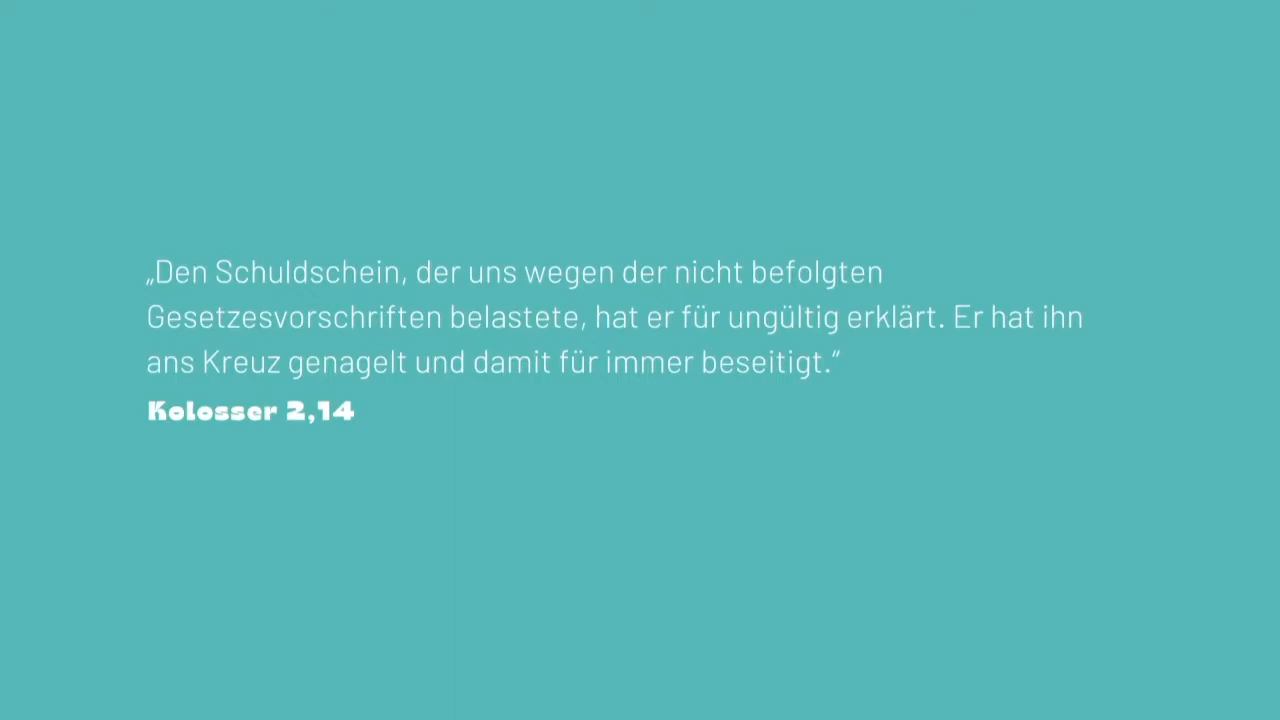 „Den Schuldschein, der uns wegen der nicht befolgten
Gesetzesvorschriften belastete, hat er für ungültig erklärt. Er hat ihn
ans Kreuz genagelt und damit für immer beseitigt.“
Kolosser 2,14